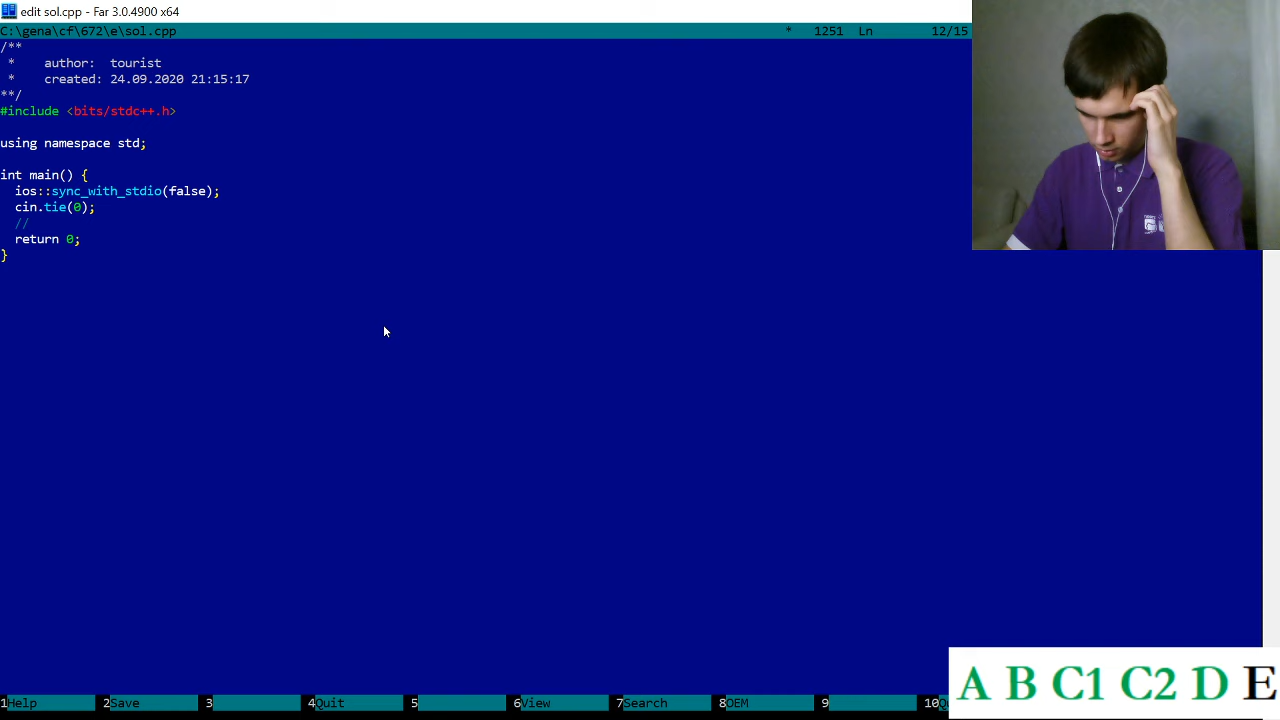 edit sol.cpp - Far 3.0.4900 x64
C:\gena\cf\672\e\sol.cpp * 1251 Ln 12/15
/**
 *    author:  tourist
 *    created: 24.09.2020 21:15:17
**/
#include <bits/stdc++.h>
using namespace std;
int main() {
  ios::sync_with_stdio(false);
  cin.tie(0);
  //
  return 0;
}
1Help 2Save 3 4Quit 5 6View 7Search 8OEM 9 10
A B C1 C2 D E